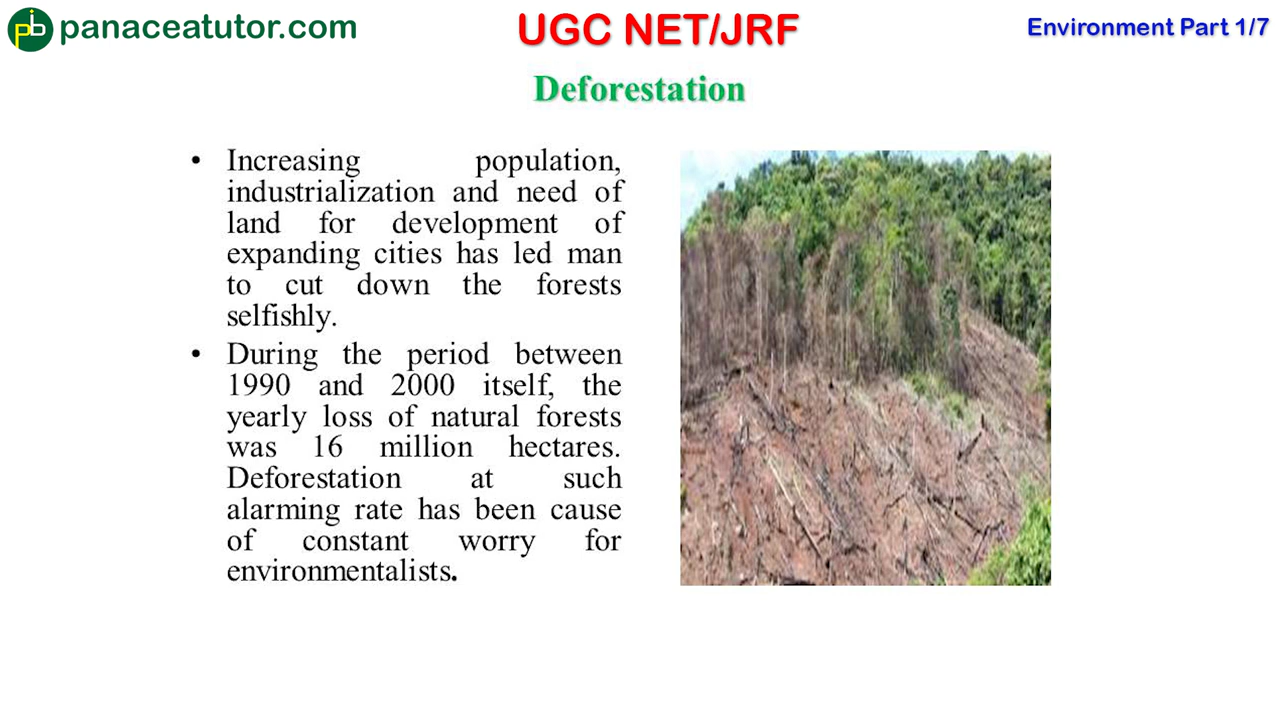 pib panaceatutor.com
UGC NET/JRF
Environment Part 1/7
Deforestation
• Increasing population,
industrialization and need of
land for development of
expanding cities has led man
to cut down the forests
selfishly.
• During the period between
1990 and 2000 itself, the
yearly loss of natural forests
was 16 million hectares.
Deforestation at such
alarming rate has been cause
of constant worry for
environmentalists.